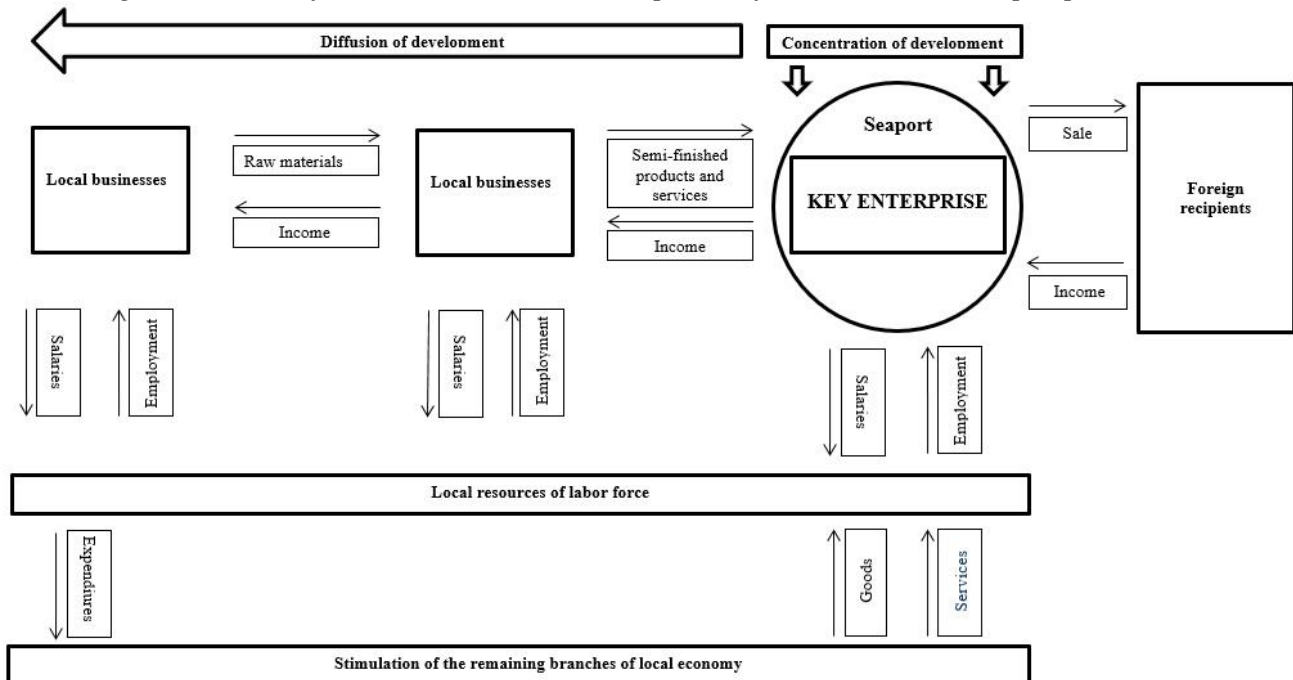 Diffusion of development
Concentration of development
Seaport
KEY ENTERPRISE
Local businesses
Raw materials
Income
Local businesses
Semi-finished
products and
services
Income
Sale
Income
Foreign
recipients
Salaries
Employment
Salaries
Employment
Salaries
Employment
Local resources of labor force
Expendiures
Goods
Services
Stimulation of the remaining branches of local economy